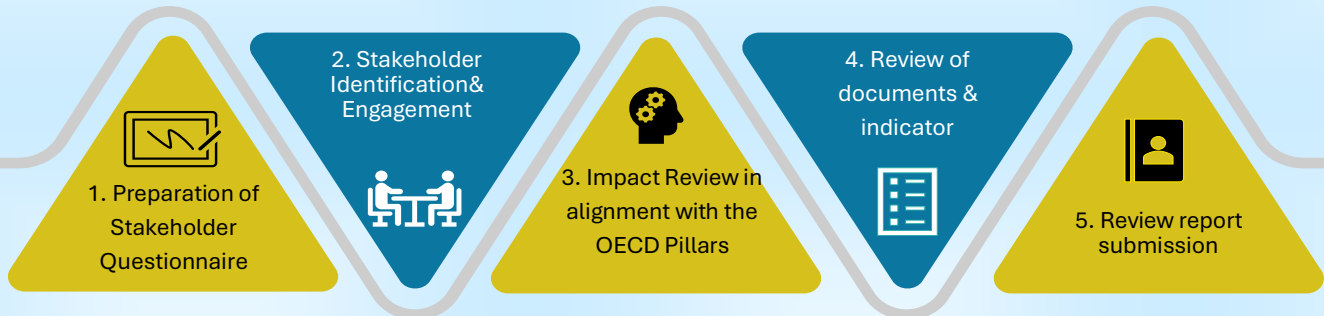 1. Preparation of
Stakeholder
Questionnaire
2. Stakeholder
Identification&
Engagement
3. Impact Review in
alignment with the
OECD Pillars
4. Review of
documents &
indicator
5. Review report
submission